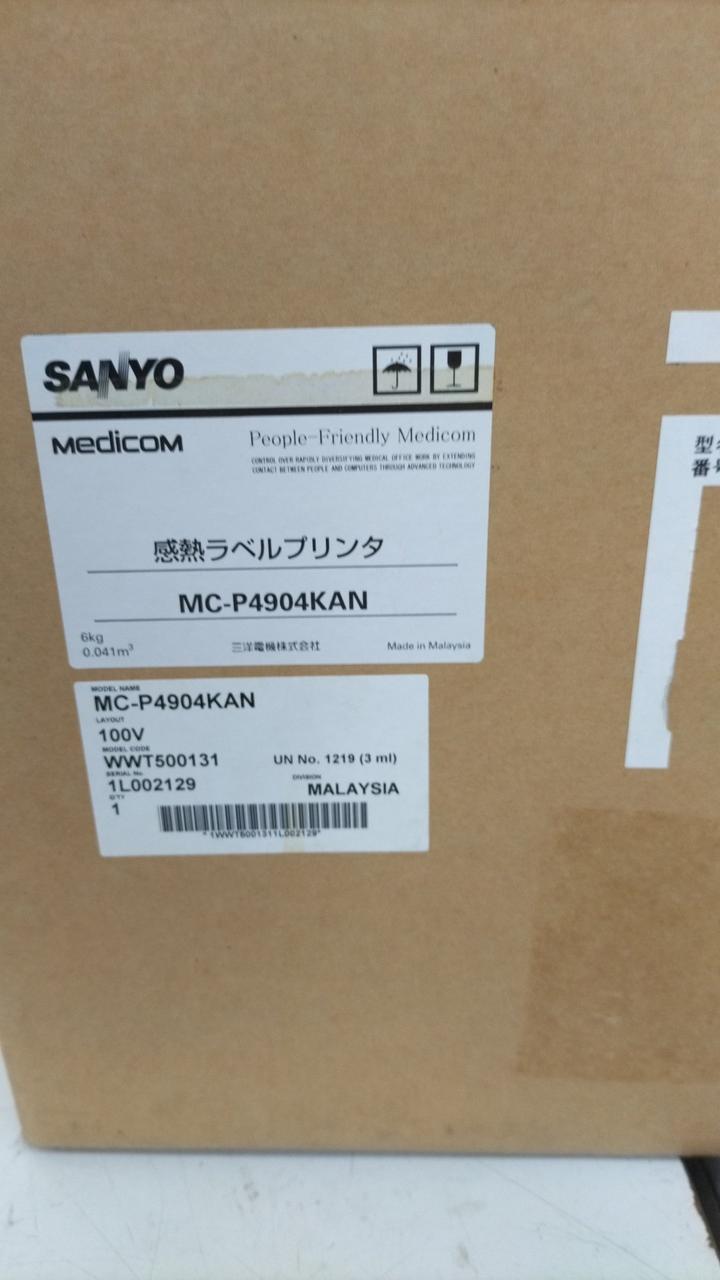 SANYO
Medicom
People-Friendly Medicom
CONTROL OVER RAPIDLY DIVERSIFYING MEDICAL OFFICE WORK BY EXTENDING
CONTACT BETWEEN PEOPLE AND COMPUTERS THROUGH ADVANCED TECHNOLOGY
感熱ラベルプリンタ
MC-P4904KAN
6kg
0.041m³
三洋電機株式会社
Made in Malaysia
MODEL NAME
MC-P4904KAN
LAYOUT
100V
MODEL CODE
WWT500131
UN No. 1219 (3 ml)
SERIAL No.
1L002129
DIVISION
MALAYSIA
Q'TY
1
*1WWT5001311L002129*
型名
番号